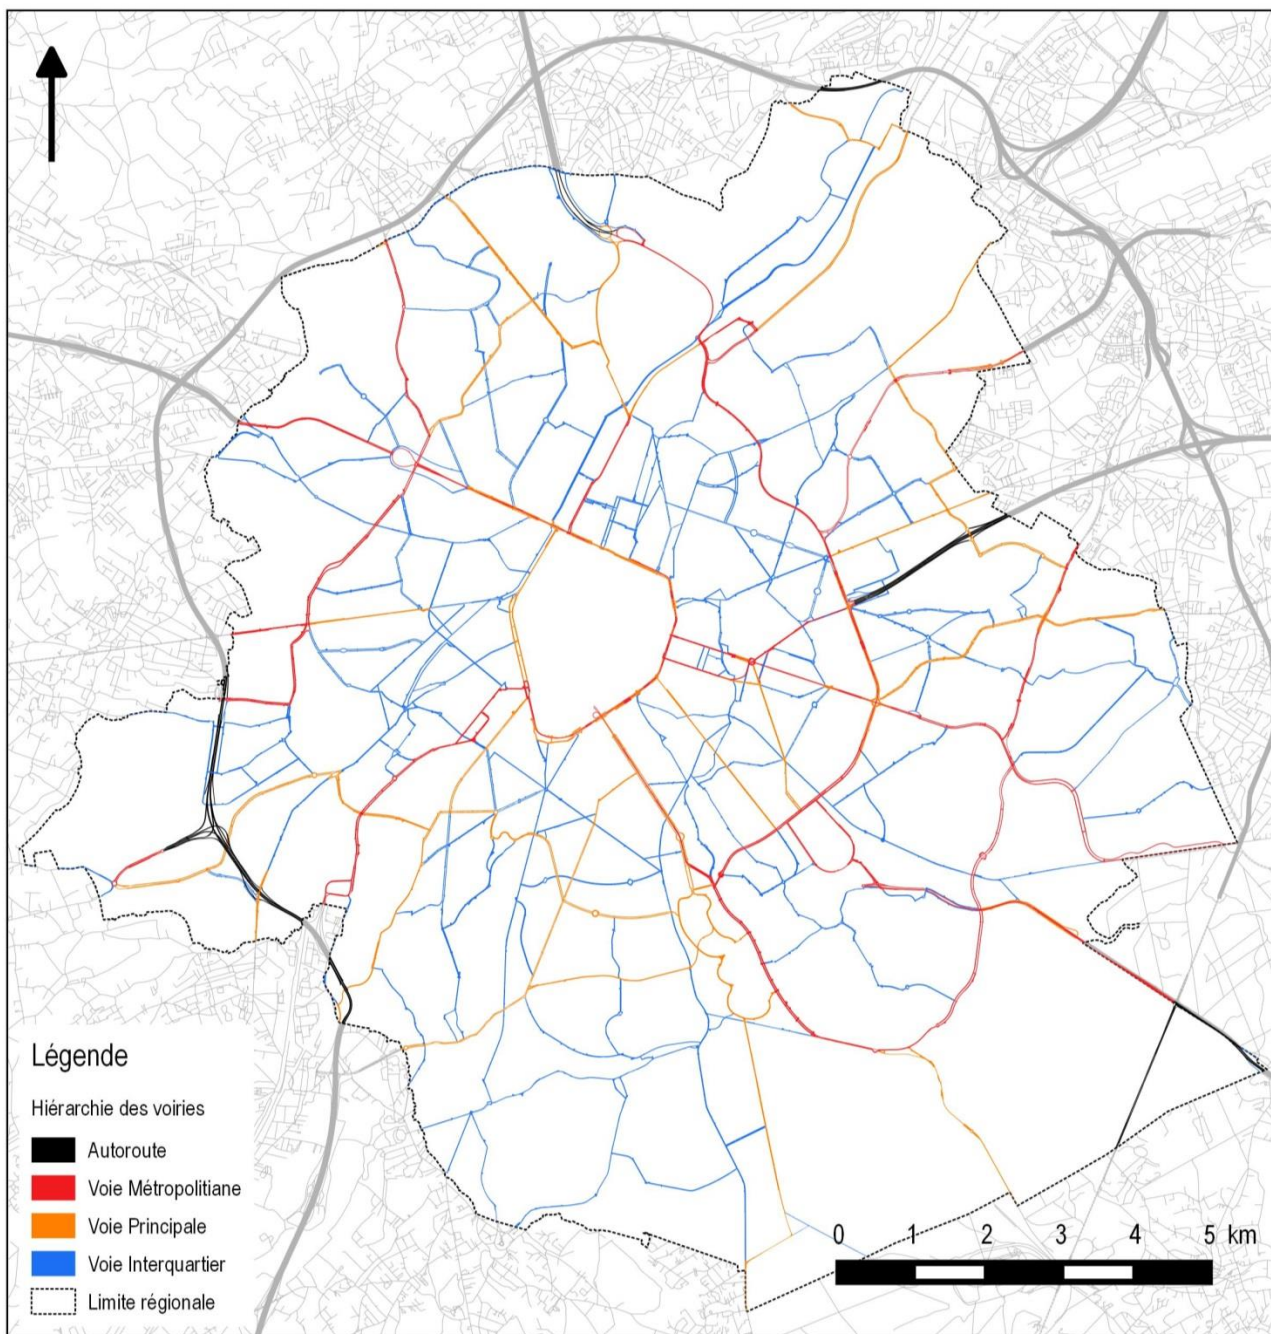 Légende
Hiérarchie des voiries
Autoroute
Voie Métropolitiane
Voie Principale
Voie Interquartier
Limite régionale
0 1 2 3 4 5 km